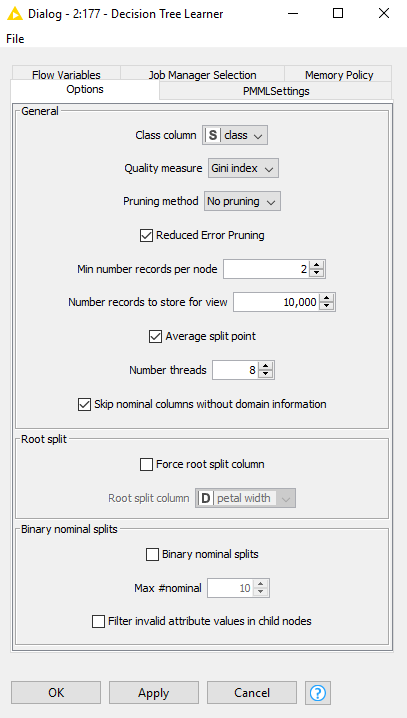 Dialog - 2:177 - Decision Tree Learner
File
Flow Variables Job Manager Selection Memory Policy
Options PMMLSettings
General
Class column S class
Quality measure Gini index
Pruning method No pruning
Reduced Error Pruning
Min number records per node 2
Number records to store for view 10,000
Average split point
Number threads 8
Skip nominal columns without domain information
Root split
Force root split column
Root split column D petal width
Binary nominal splits
Binary nominal splits
Max #nominal 10
Filter invalid attribute values in child nodes
OK Apply Cancel ?